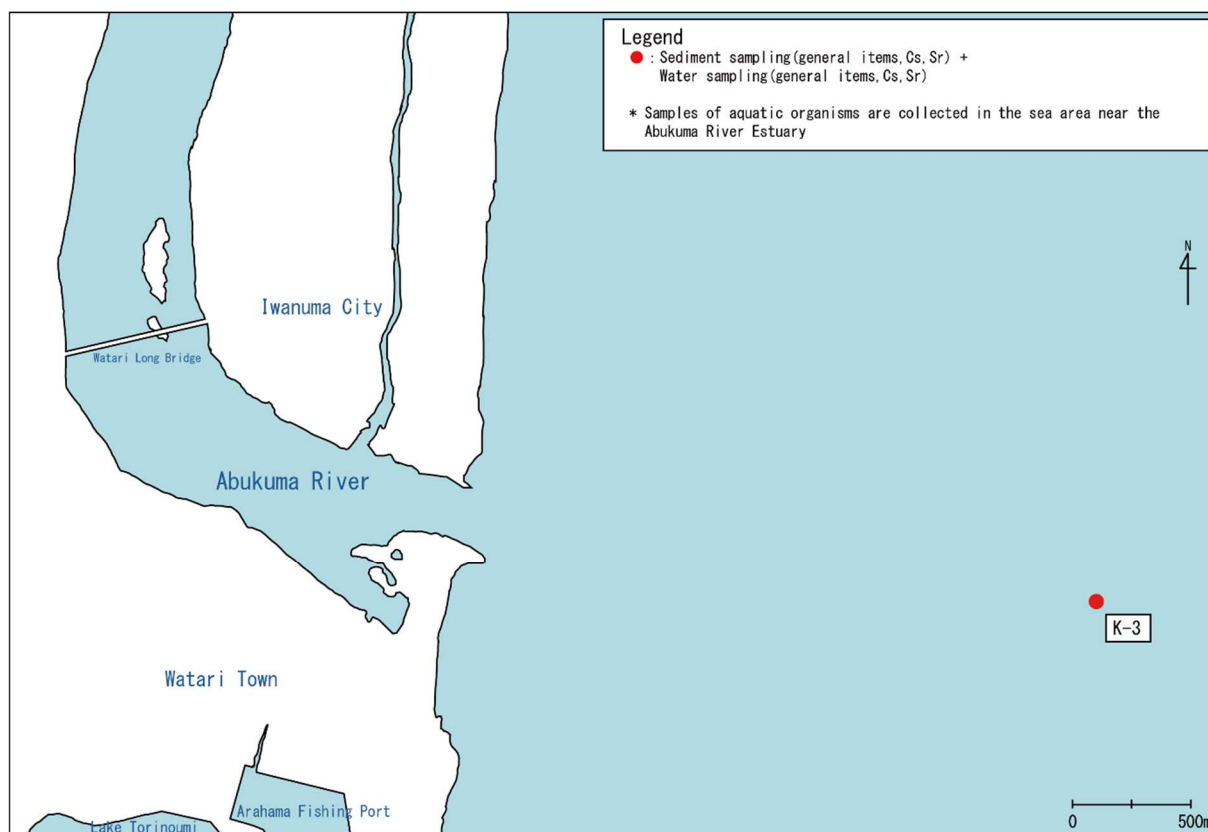 Legend
● : Sediment sampling(general items, Cs, Sr) +
Water sampling(general items, Cs, Sr)
* Samples of aquatic organisms are collected in the sea area near the
Abukuma River Estuary
N
Iwanuma City
Watari Long Bridge
Abukuma River
K-3
Watari Town
Arahama Fishing Port
Lake Torinoumi
0 500m